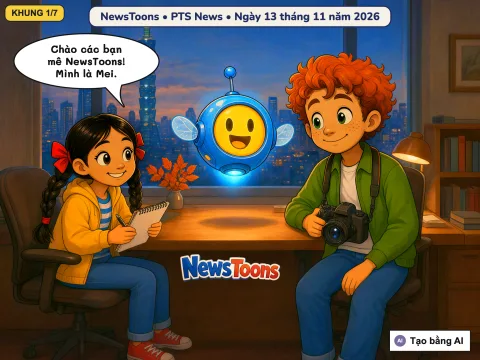 KHUNG 1/7
NewsToons • PTS News • Ngày 13 tháng 11 năm 2026
Chào các bạn
mê NewsToons!
Mình là Mei.
NewsToons
AI Tạo bằng AI